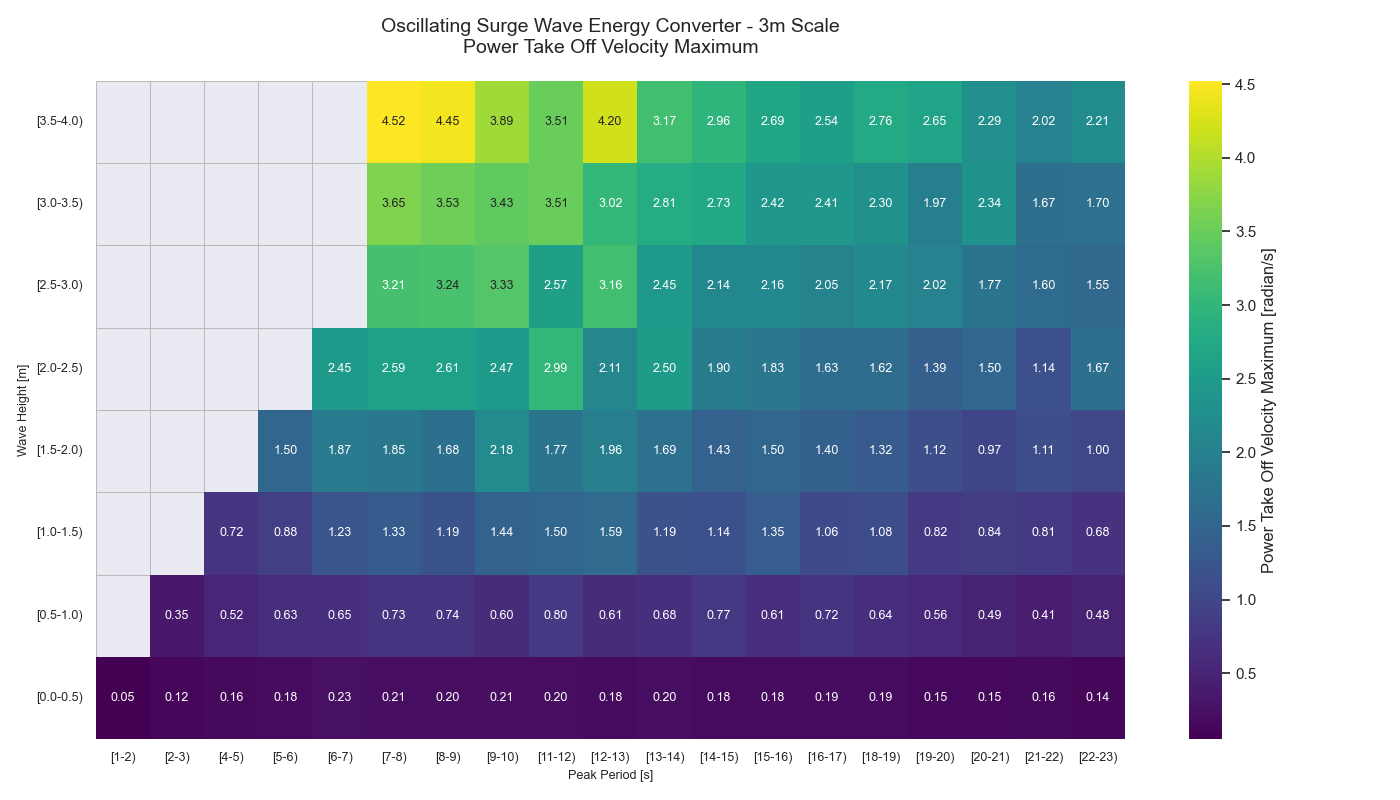 Oscillating Surge Wave Energy Converter - 3m Scale
Power Take Off Velocity Maximum
Wave Height [m]
[3.5-4.0) 4.52 4.45 3.89 3.51 4.20 3.17 2.96 2.69 2.54 2.76 2.65 2.29 2.02 2.21
[3.0-3.5) 3.65 3.53 3.43 3.51 3.02 2.81 2.73 2.42 2.41 2.30 1.97 2.34 1.67 1.70
[2.5-3.0) 3.21 3.24 3.33 2.57 3.16 2.45 2.14 2.16 2.05 2.17 2.02 1.77 1.60 1.55
[2.0-2.5) 2.45 2.59 2.61 2.47 2.99 2.11 2.50 1.90 1.83 1.63 1.62 1.39 1.50 1.14 1.67
[1.5-2.0) 1.50 1.87 1.85 1.68 2.18 1.77 1.96 1.69 1.43 1.50 1.40 1.32 1.12 0.97 1.11 1.00
[1.0-1.5) 0.72 0.88 1.23 1.33 1.19 1.44 1.50 1.59 1.19 1.14 1.35 1.06 1.08 0.82 0.84 0.81 0.68
[0.5-1.0) 0.35 0.52 0.63 0.65 0.73 0.74 0.60 0.80 0.61 0.68 0.77 0.61 0.72 0.64 0.56 0.49 0.41 0.48
[0.0-0.5) 0.05 0.12 0.16 0.18 0.23 0.21 0.20 0.21 0.20 0.18 0.20 0.18 0.18 0.19 0.19 0.15 0.15 0.16 0.14
[1-2) [2-3) [4-5) [5-6) [6-7) [7-8) [8-9) [9-10) [11-12) [12-13) [13-14) [14-15) [15-16) [16-17) [18-19) [19-20) [20-21) [21-22) [22-23)
Peak Period [s]
4.5
4.0
3.5
3.0
2.5
2.0
1.5
1.0
0.5
Power Take Off Velocity Maximum [radian/s]